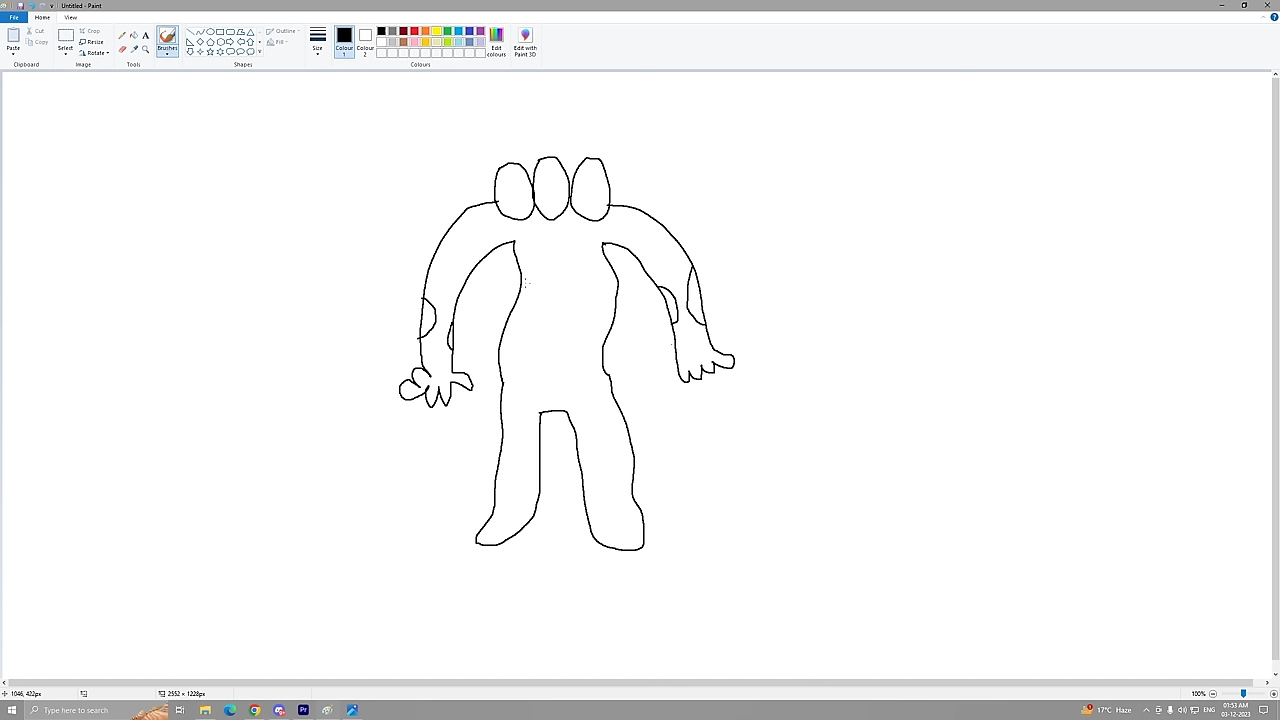 Untitled - Paint
File
Home
View
Paste
Cut
Copy
Clipboard
Select
Crop
Resize
Rotate
Image
A
Tools
Brushes
Shapes
Outline
Fill
Size
Colour 1
Colour 2
Colours
Edit colours
Edit with Paint 3D
1046, 422px
2552 × 1228px
100%
Type here to search
Pr
17°C Haze
ENG
01:53 AM
03-12-2023